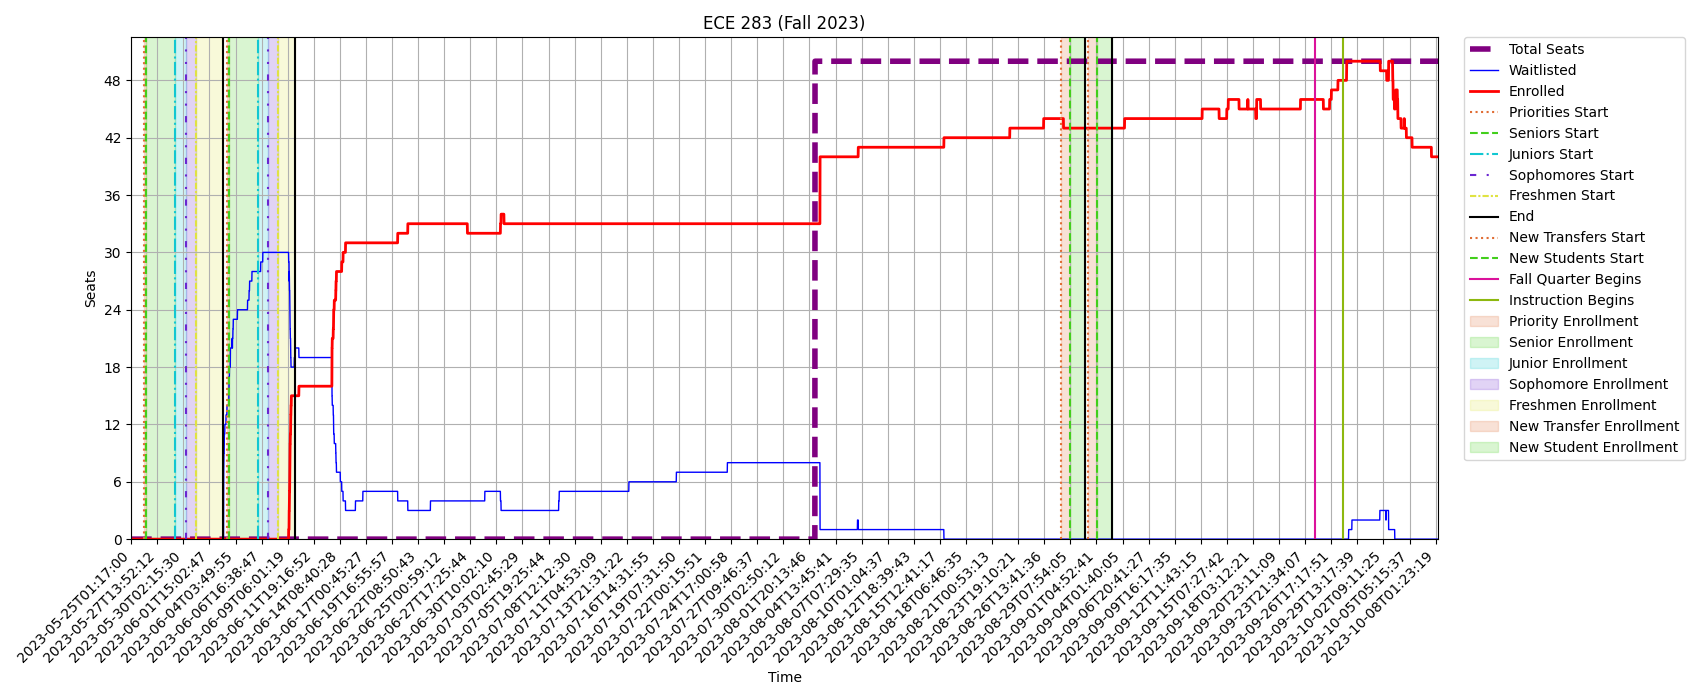 ECE 283 (Fall 2023)
Seats
48
42
36
30
24
18
12
6
0
2023-05-25T01:17:00
2023-05-27T13:52:12
2023-05-30T02:15:30
2023-06-01T15:02:47
2023-06-04T03:49:55
2023-06-06T16:38:47
2023-06-09T06:01:19
2023-06-11T19:16:52
2023-06-14T08:40:28
2023-06-17T00:45:27
2023-06-19T16:55:57
2023-06-22T08:50:43
2023-06-25T00:59:12
2023-06-27T17:25:44
2023-06-30T10:02:10
2023-07-03T02:45:29
2023-07-05T19:25:44
2023-07-08T12:12:30
2023-07-11T04:53:09
2023-07-13T21:31:22
2023-07-16T14:31:55
2023-07-19T07:31:50
2023-07-22T00:15:51
2023-07-24T17:00:58
2023-07-27T09:46:37
2023-07-30T02:50:12
2023-08-01T20:13:46
2023-08-04T13:45:41
2023-08-07T07:29:35
2023-08-10T01:04:37
2023-08-12T18:39:43
2023-08-15T12:41:17
2023-08-18T06:46:35
2023-08-21T00:53:13
2023-08-23T19:10:21
2023-08-26T13:41:36
2023-08-29T07:54:05
2023-09-01T04:52:41
2023-09-04T01:40:05
2023-09-06T20:41:27
2023-09-09T16:17:35
2023-09-12T11:43:15
2023-09-15T07:27:42
2023-09-18T03:12:21
2023-09-20T23:11:09
2023-09-23T21:34:07
2023-09-26T17:17:51
2023-09-29T13:17:39
2023-10-02T09:11:25
2023-10-05T05:15:37
2023-10-08T01:23:19
Time
Total Seats
Waitlisted
Enrolled
Priorities Start
Seniors Start
Juniors Start
Sophomores Start
Freshmen Start
End
New Transfers Start
New Students Start
Fall Quarter Begins
Instruction Begins
Priority Enrollment
Senior Enrollment
Junior Enrollment
Sophomore Enrollment
Freshmen Enrollment
New Transfer Enrollment
New Student Enrollment